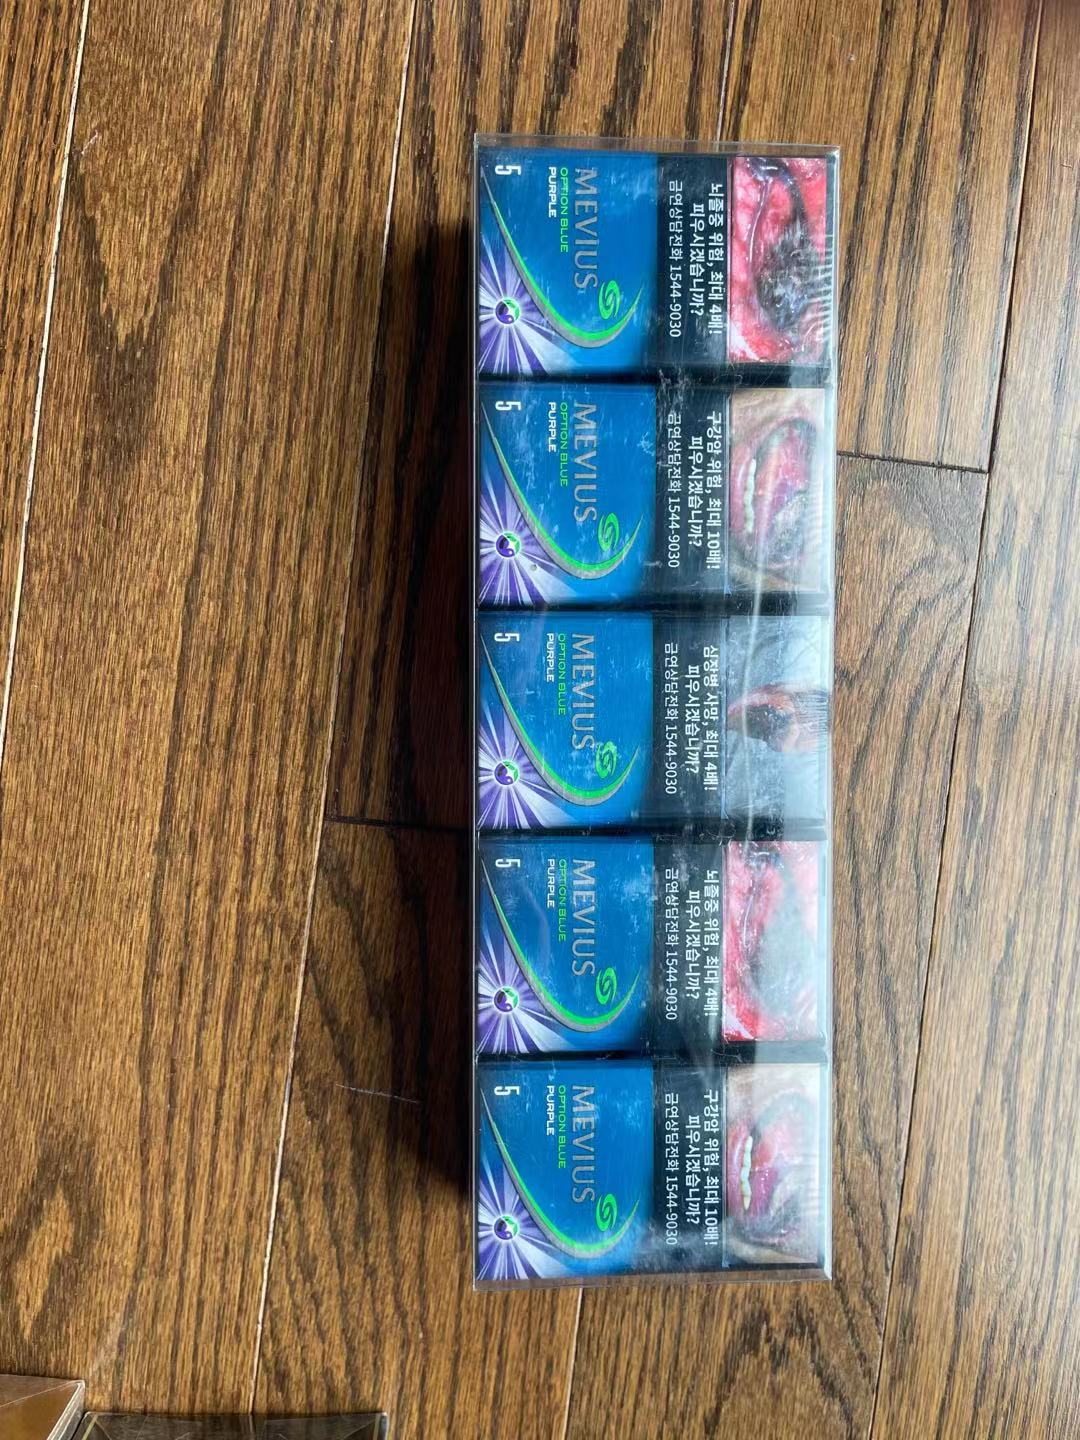 뇌졸중 위험, 최대 4배!
피우시겠습니까?
금연상담전화 1544-9030
MEVIUS
OPTION BLUE
PURPLE
5
구강암 위험, 최대 10배!
피우시겠습니까?
금연상담전화 1544-9030
MEVIUS
OPTION BLUE
PURPLE
5
심장병 사망, 최대 4배!
피우시겠습니까?
금연상담전화 1544-9030
MEVIUS
OPTION BLUE
PURPLE
5
뇌졸중 위험, 최대 4배!
피우시겠습니까?
금연상담전화 1544-9030
MEVIUS
OPTION BLUE
PURPLE
5
구강암 위험, 최대 10배!
피우시겠습니까?
금연상담전화 1544-9030
MEVIUS
OPTION BLUE
PURPLE
5